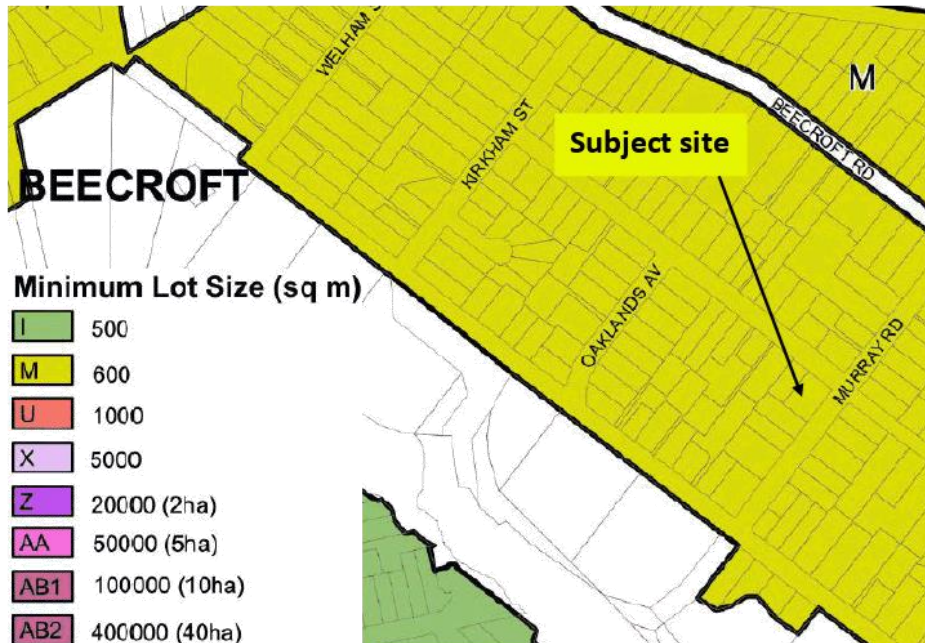 WELHAM S
M
BEECROFT RD
KIRKHAM ST
Subject site
BEECROFT
OAKLANDS AV
MURRAY RD
Minimum Lot Size (sq m)
I 500
M 600
U 1000
X 5000
Z 20000 (2ha)
AA 50000 (5ha)
AB1 100000 (10ha)
AB2 400000 (40ha)